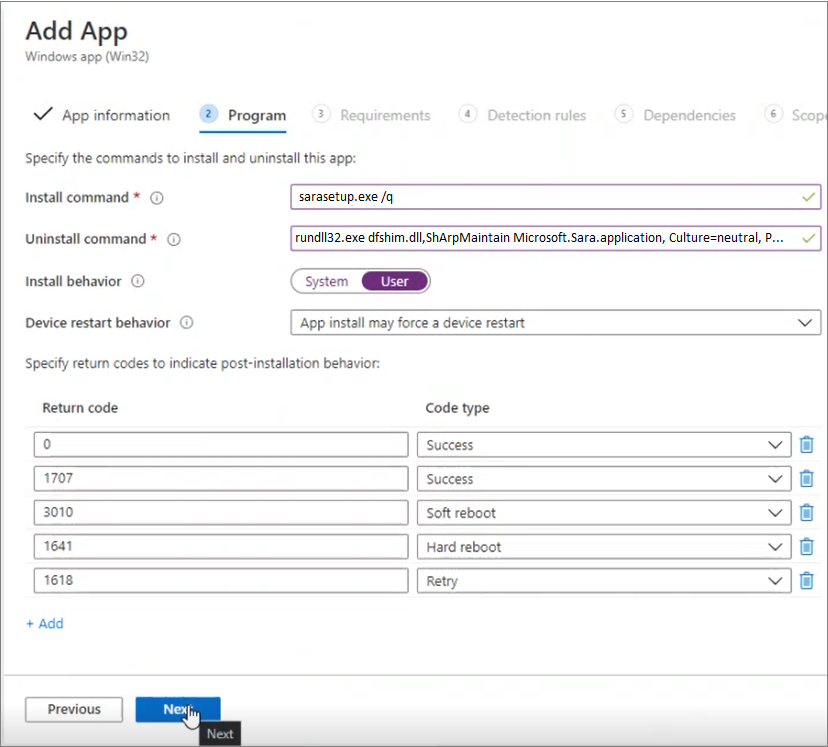 Add App
Windows app (Win32)
App information 2 Program 3 Requirements 4 Detection rules 5 Dependencies 6 Scope
Specify the commands to install and uninstall this app:
Install command * sarasetup.exe /q
Uninstall command * rundll32.exe dfshim.dll,ShArpMaintain Microsoft.Sara.application, Culture=neutral, P...
Install behavior System User
Device restart behavior App install may force a device restart
Specify return codes to indicate post-installation behavior:
Return code Code type
0 Success
1707 Success
3010 Soft reboot
1641 Hard reboot
1618 Retry
+ Add
Previous Next
Next